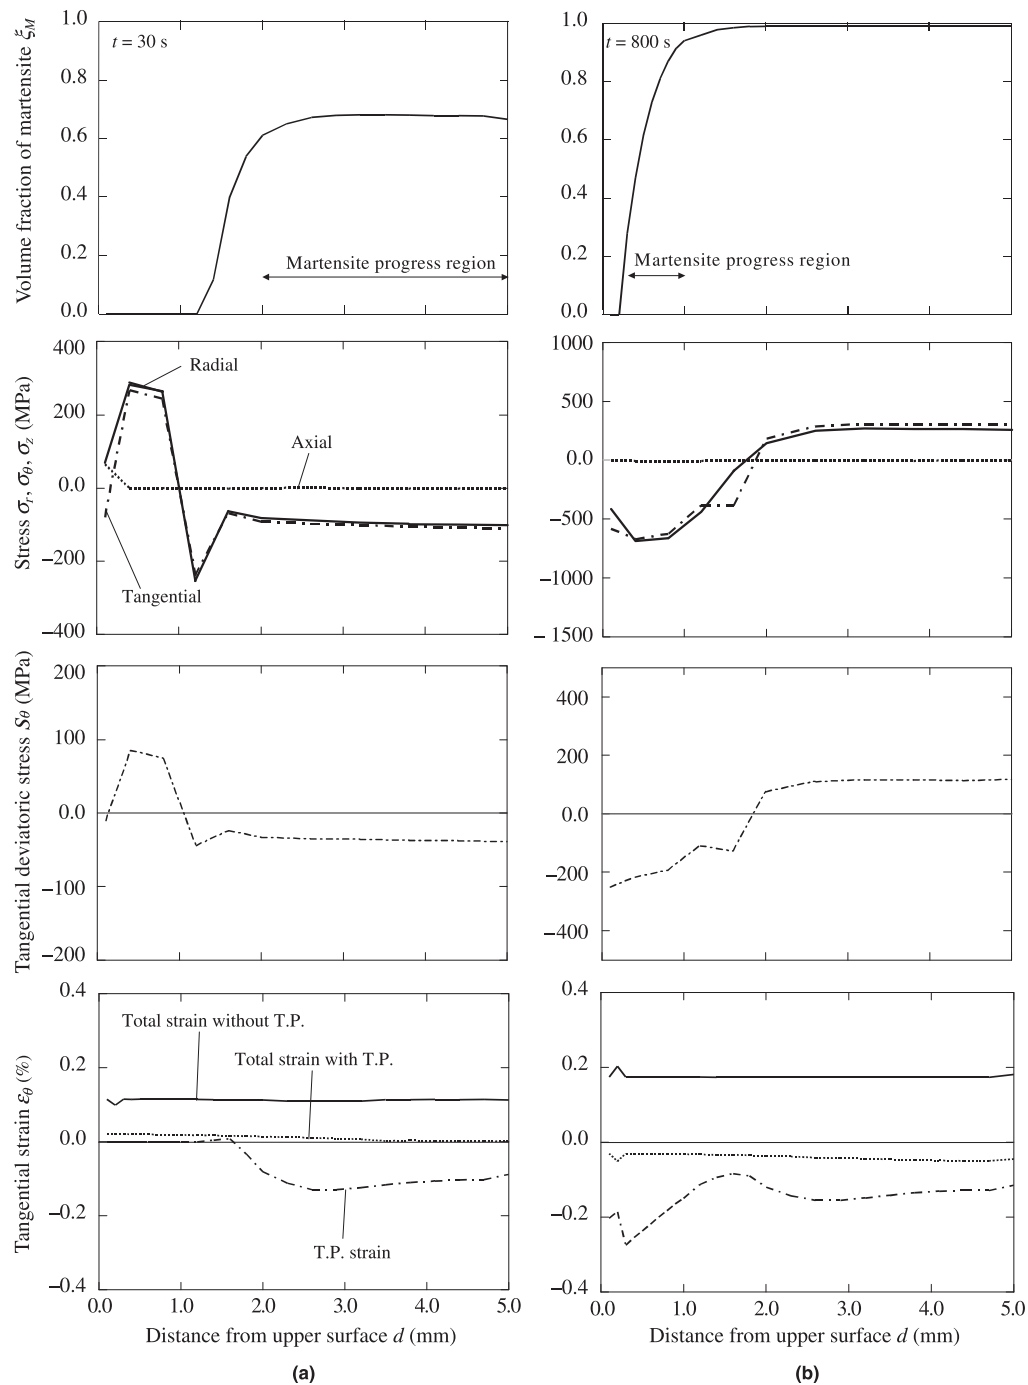 Volume fraction of martensite ξM
1.0
0.8
0.6
0.4
0.2
0.0
t = 30 s
Martensite progress region
1.0
0.8
0.6
0.4
0.2
0.0
t = 800 s
Martensite progress region
Stress σr, σθ, σz (MPa)
400
200
0.0
−200
−400
Radial
Axial
Tangential
1000
500
0.0
−500
−1000
−1500
Tangential deviatoric stress Sθ (MPa)
200
100
0.0
−100
−200
400
200
0.0
−200
−400
Tangential strain εθ (%)
0.4
0.2
0.0
−0.2
−0.4
Total strain without T.P.
Total strain with T.P.
T.P. strain
0.4
0.2
0.0
−0.2
−0.4
0.0 1.0 2.0 3.0 4.0 5.0
Distance from upper surface d (mm)
(a)
0.0 1.0 2.0 3.0 4.0 5.0
Distance from upper surface d (mm)
(b)